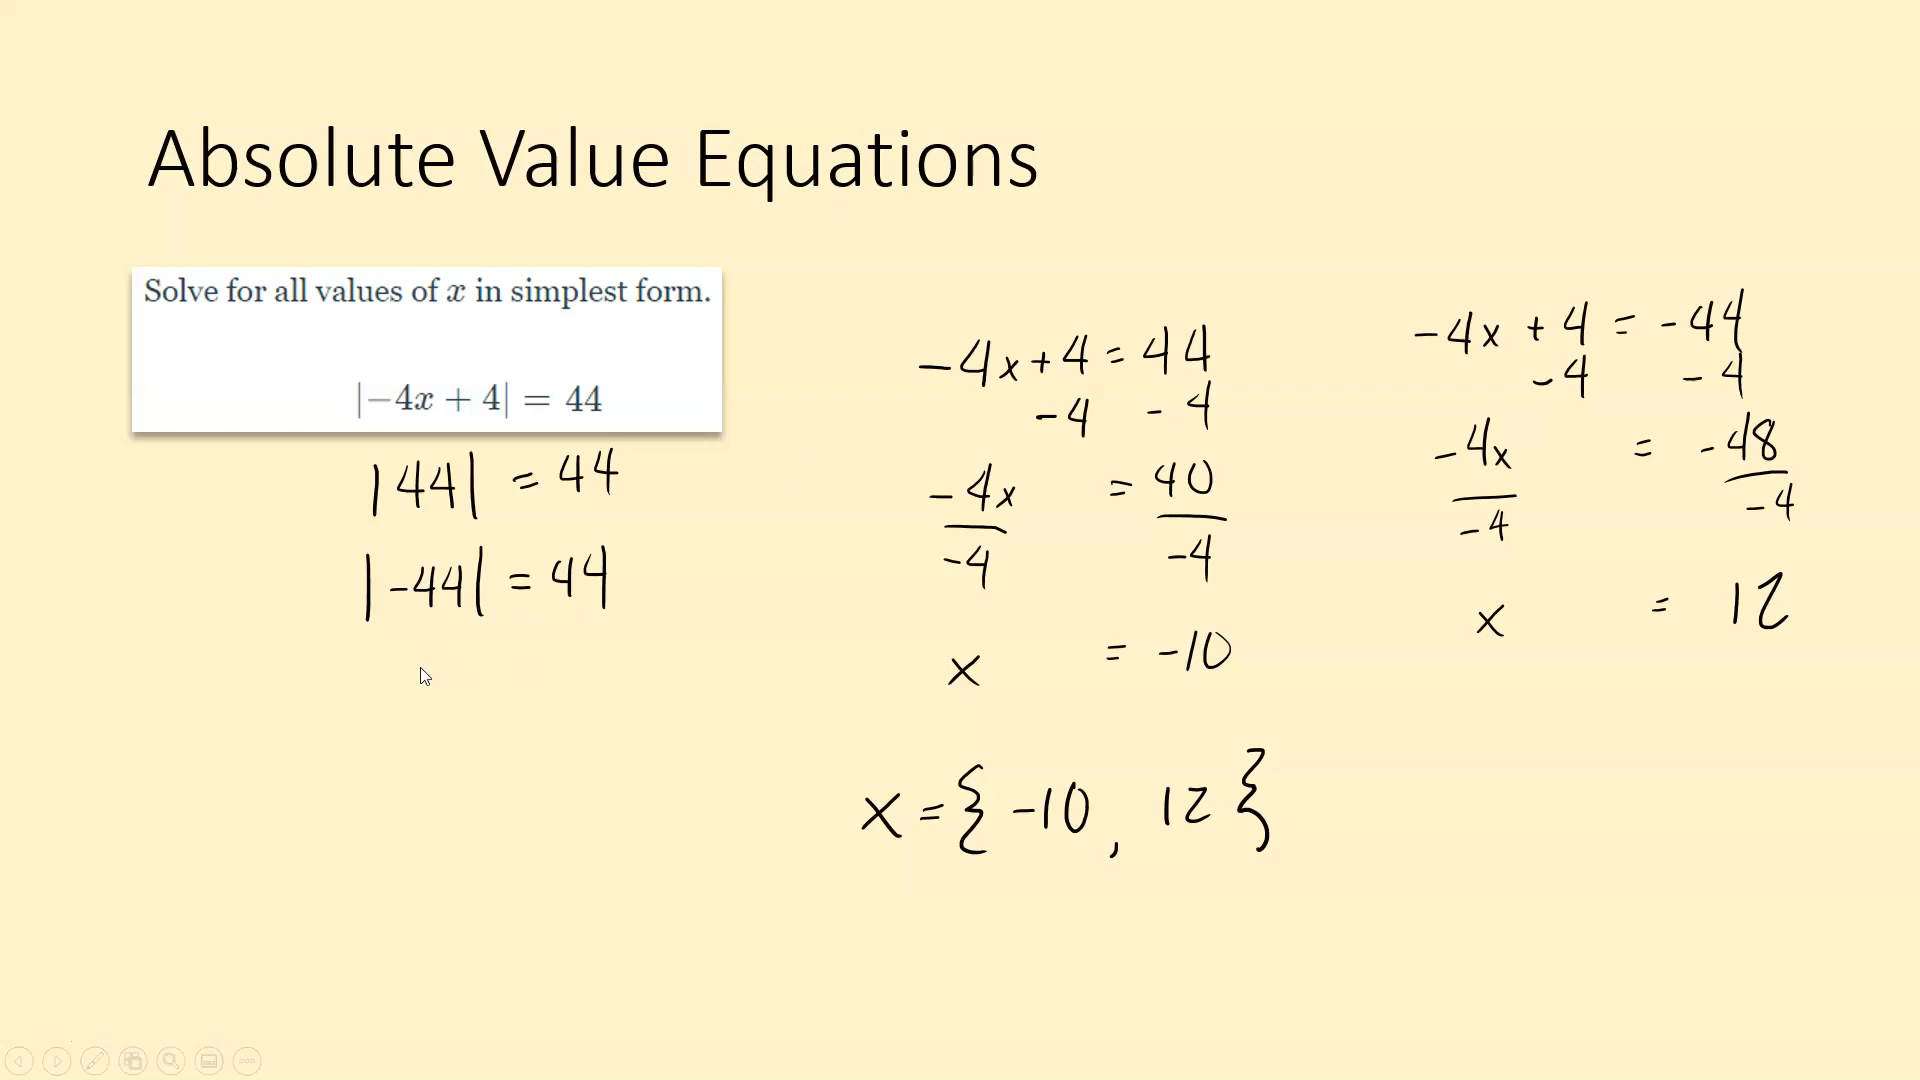 Absolute Value Equations
Solve for all values of x in simplest form.
|−4x + 4| = 44
|44| = 44
|-44| = 44
-4x + 4 = 44
-4 - 4
-4x = 40
-4 -4
x = -10
-4x + 4 = -44
-4 - 4
-4x = -48
-4 -4
x = 12
x = { -10 , 12 }